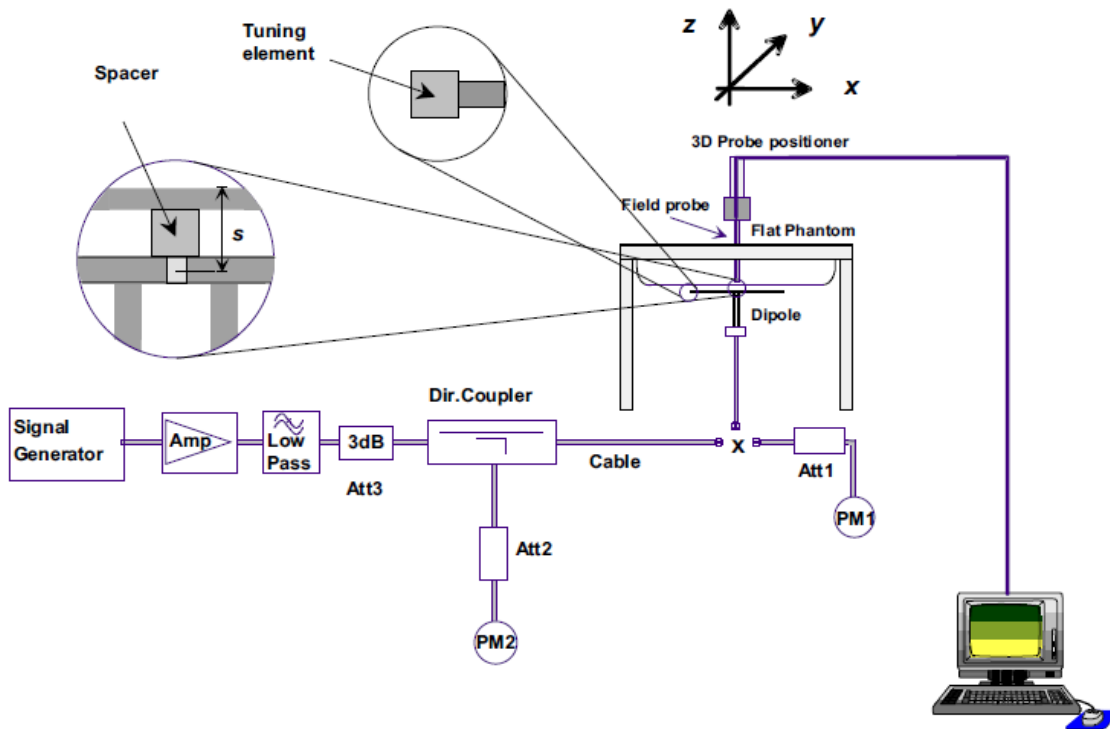 Tuning
element
Spacer
z
y
x
3D Probe positioner
Field probe
Flat Phantom
s
Dipole
Dir.Coupler
Signal
Generator
Amp
Low
Pass
3dB
Att3
Cable
x
Att1
PM1
Att2
PM2